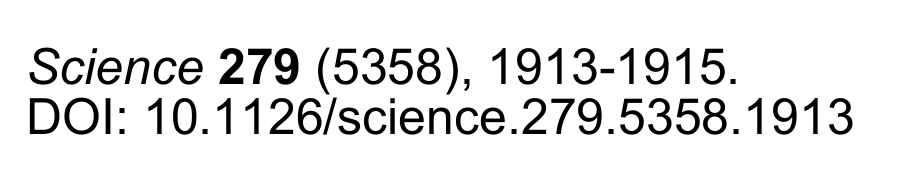 Science 279 (5358), 1913-1915.
DOI: 10.1126/science.279.5358.1913